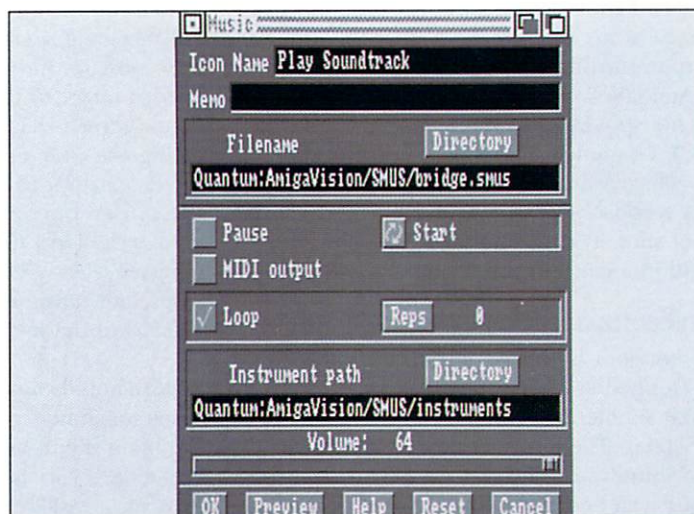 Music
Icon Name Play Soundtrack
Memo
Filename Directory
Quantum:AmigaVision/SMUS/bridge.smus
Pause Start
MIDI output
Loop Reps 0
Instrument path Directory
Quantum:AmigaVision/SMUS/instruments
Volume: 64
OK Preview Help Reset Cancel